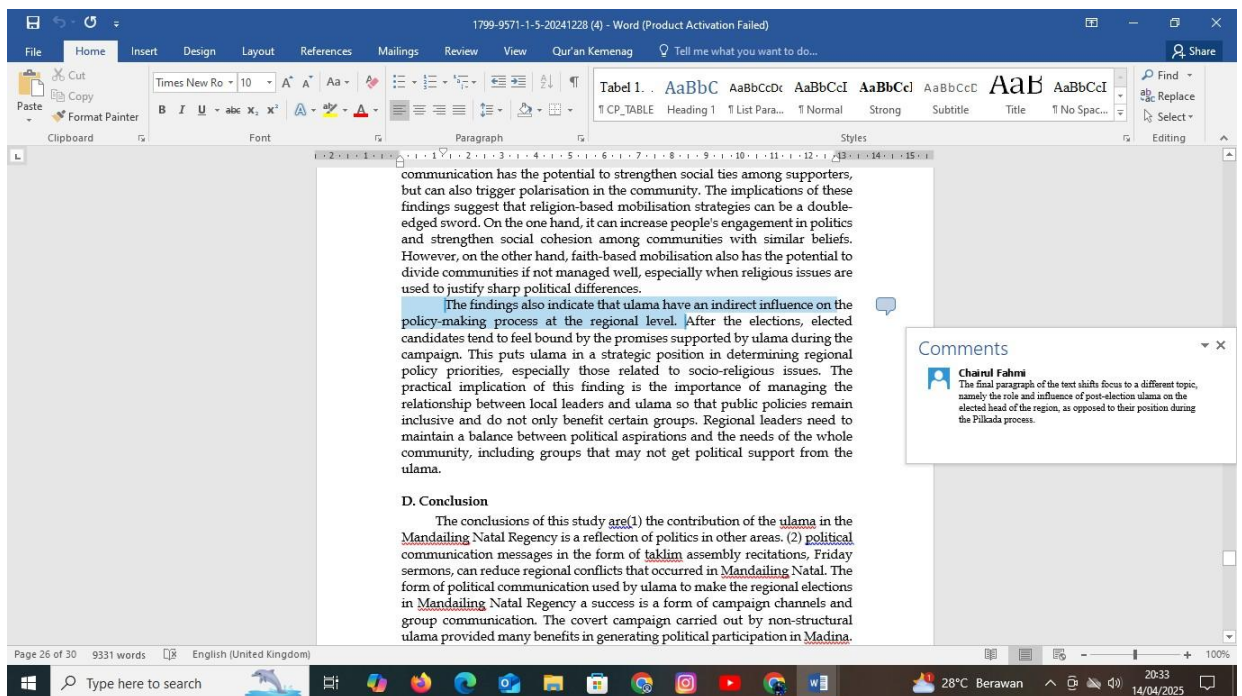 1799-9571-1-5-20241228 (4) - Word (Product Activation Failed)
File Home Insert Design Layout References Mailings Review View Qur'an Kemenag Tell me what you want to do... Share
Paste
Cut
Copy
Format Painter
Clipboard
Times New Ro 10
Font
Paragraph
Tabel 1. . AaBbC AaBbCcDc AaBbCcI AaBbCcI AaBbCcD AaB AaBbCcI
¶ CP_TABLE Heading 1 ¶ List Para... ¶ Normal Strong Subtitle Title ¶ No Spac...
Styles
Find
Replace
Select
Editing
communication has the potential to strengthen social ties among supporters,
but can also trigger polarisation in the community. The implications of these
findings suggest that religion-based mobilisation strategies can be a double-
edged sword. On the one hand, it can increase people's engagement in politics
and strengthen social cohesion among communities with similar beliefs.
However, on the other hand, faith-based mobilisation also has the potential to
divide communities if not managed well, especially when religious issues are
used to justify sharp political differences.
The findings also indicate that ulama have an indirect influence on the
policy-making process at the regional level. After the elections, elected
candidates tend to feel bound by the promises supported by ulama during the
campaign. This puts ulama in a strategic position in determining regional
policy priorities, especially those related to socio-religious issues. The
practical implication of this finding is the importance of managing the
relationship between local leaders and ulama so that public policies remain
inclusive and do not only benefit certain groups. Regional leaders need to
maintain a balance between political aspirations and the needs of the whole
community, including groups that may not get political support from the
ulama.
D. Conclusion
The conclusions of this study are(1) the contribution of the ulama in the
Mandailing Natal Regency is a reflection of politics in other areas. (2) political
communication messages in the form of taklim assembly recitations, Friday
sermons, can reduce regional conflicts that occurred in Mandailing Natal. The
form of political communication used by ulama to make the regional elections
in Mandailing Natal Regency a success is a form of campaign channels and
group communication. The covert campaign carried out by non-structural
ulama provided many benefits in generating political participation in Madina.
Comments
Chairul Fahmi
The final paragraph of the text shifts focus to a different topic,
namely the role and influence of post-election ulama on the
elected head of the region, as opposed to their position during
the Pilkada process.
Page 26 of 30 9331 words English (United Kingdom) 100%
Type here to search
28°C Berawan
20:33
14/04/2025